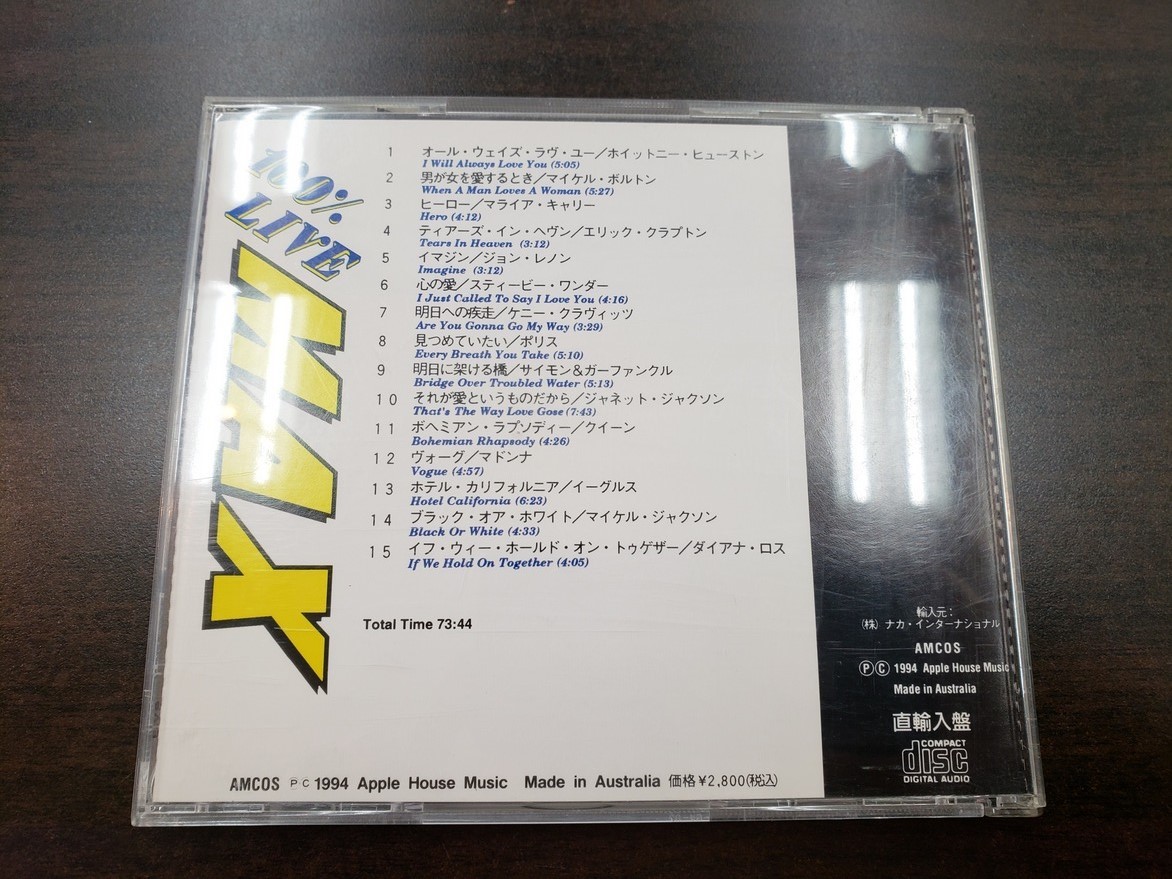 100%
LIVE
MAX
1 オール・ウェイズ・ラヴ・ユー／ホイットニー・ヒューストン
I Will Always Love You (5:05)
2 男が女を愛するとき／マイケル・ボルトン
When A Man Loves A Woman (5:27)
3 ヒーロー／マライア・キャリー
Hero (4:12)
4 ティアーズ・イン・ヘヴン／エリック・クラプトン
Tears In Heaven (3:12)
5 イマジン／ジョン・レノン
Imagine (3:12)
6 心の愛／スティービー・ワンダー
I Just Called To Say I Love You (4:16)
7 明日への疾走／ケニー・クラヴィッツ
Are You Gonna Go My Way (3:29)
8 見つめていたい／ポリス
Every Breath You Take (5:10)
9 明日に架ける橋／サイモン＆ガーファンクル
Bridge Over Troubled Water (5:13)
10 それが愛というものだから／ジャネット・ジャクソン
That's The Way Love Gose (7:43)
11 ボヘミアン・ラプソディー／クイーン
Bohemian Rhapsody (4:26)
12 ヴォーグ／マドンナ
Vogue (4:57)
13 ホテル・カリフォルニア／イーグルス
Hotel California (6:23)
14 ブラック・オア・ホワイト／マイケル・ジャクソン
Black Or White (4:33)
15 イフ・ウィー・ホールド・オン・トゥゲザー／ダイアナ・ロス
If We Hold On Together (4:05)
Total Time 73:44
AMCOS ⓅⒸ 1994 Apple House Music Made in Australia 価格￥2,800(税込)
輸入元：
(株) ナカ・インターナショナル
AMCOS
ⓅⒸ 1994 Apple House Music
Made in Australia
直輸入盤
COMPACT
disc
DIGITAL AUDIO